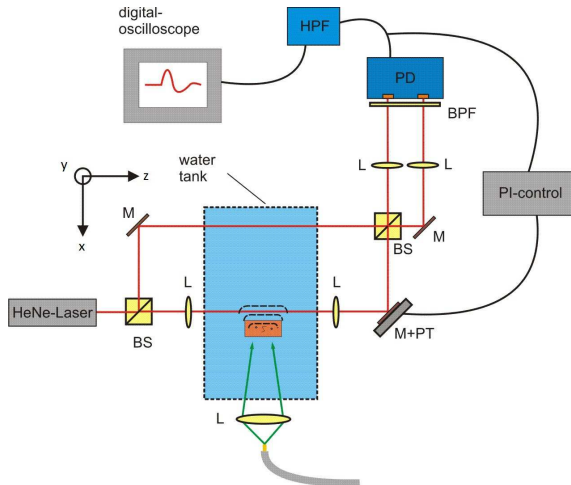 digital-
oscilloscope
HPF
PD
BPF
L
L
water
tank
y
z
x
M
PI-control
M
BS
L
L
HeNe-Laser
BS
M+PT
L